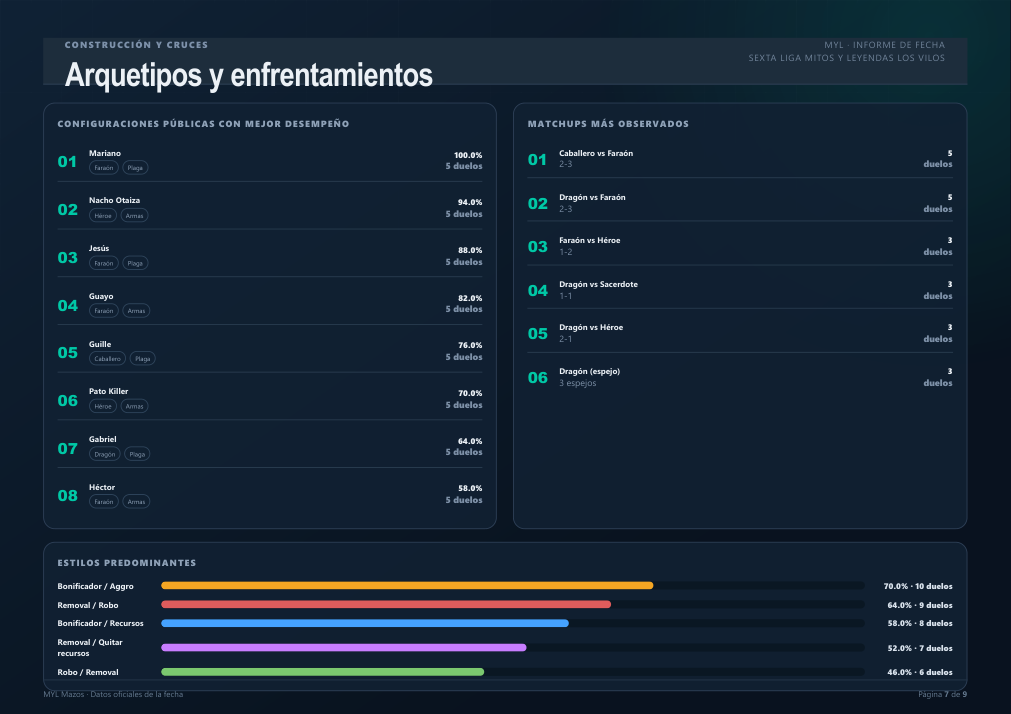 CONSTRUCCIÓN Y CRUCES
Arquetipos y enfrentamientos
MYL · INFORME DE FECHA
SEXTA LIGA MITOS Y LEYENDAS LOS VILOS
CONFIGURACIONES PÚBLICAS CON MEJOR DESEMPEÑO
01 Mariano 100.0%
Faraón Plaga 5 duelos
02 Nacho Otaiza 94.0%
Héroe Armas 5 duelos
03 Jesús 88.0%
Faraón Plaga 5 duelos
04 Guayo 82.0%
Faraón Armas 5 duelos
05 Guille 76.0%
Caballero Plaga 5 duelos
06 Pato Killer 70.0%
Héroe Armas 5 duelos
07 Gabriel 64.0%
Dragón Plaga 5 duelos
08 Héctor 58.0%
Faraón Armas 5 duelos
MATCHUPS MÁS OBSERVADOS
01 Caballero vs Faraón 5
2-3 duelos
02 Dragón vs Faraón 5
2-3 duelos
03 Faraón vs Héroe 3
1-2 duelos
04 Dragón vs Sacerdote 3
1-1 duelos
05 Dragón vs Héroe 3
2-1 duelos
06 Dragón (espejo) 3
3 espejos duelos
ESTILOS PREDOMINANTES
Bonificador / Aggro 70.0% · 10 duelos
Removal / Robo 64.0% · 9 duelos
Bonificador / Recursos 58.0% · 8 duelos
Removal / Quitar
recursos 52.0% · 7 duelos
Robo / Removal 46.0% · 6 duelos
MYL Mazos · Datos oficiales de la fecha
Página 7 de 9